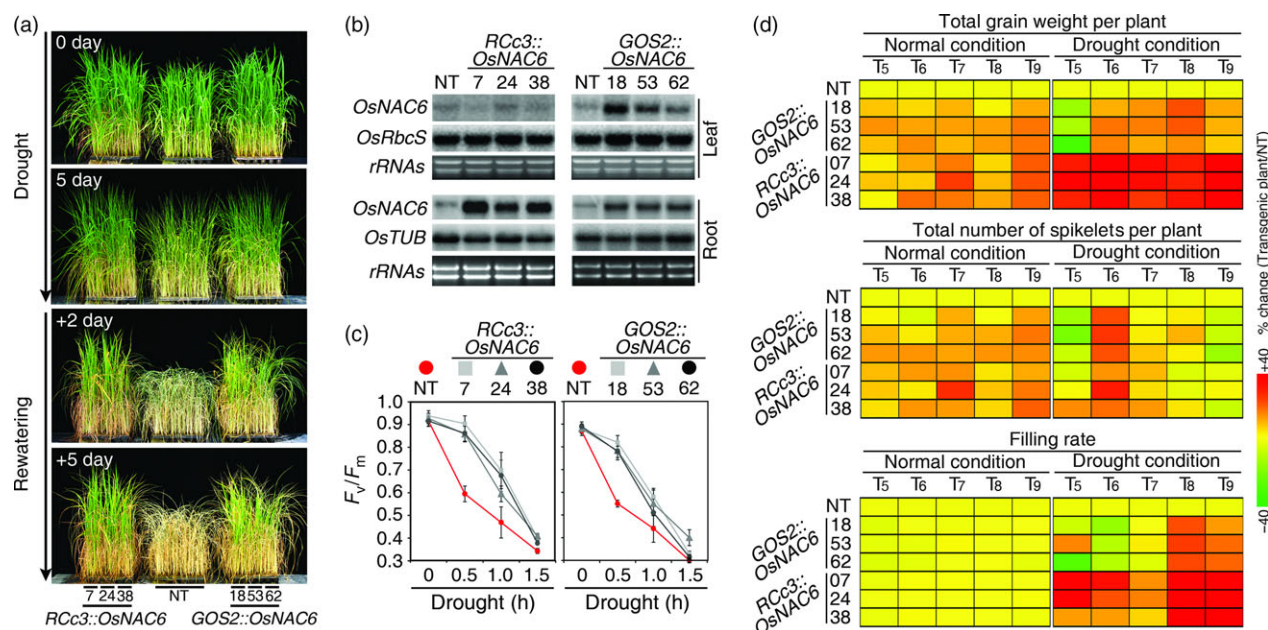 (a)
0 day
5 day
+2 day
+5 day
Drought
Rewatering
7 24 38
NT
18 53 62
RCc3::OsNAC6
GOS2::OsNAC6
(b)
RCc3::
OsNAC6
GOS2::
OsNAC6
NT 7 24 38
NT 18 53 62
OsNAC6
OsRbcS
rRNAs
Leaf
OsNAC6
OsTUB
rRNAs
Root
(c)
RCc3::
OsNAC6
GOS2::
OsNAC6
NT 7 24 38
NT 18 53 62
Fv/Fm
1.0
0.9
0.8
0.7
0.6
0.5
0.4
0.3
0 0.5 1.0 1.5
0 0.5 1.0 1.5
Drought (h)
Drought (h)
(d)
Total grain weight per plant
Normal condition Drought condition
T5 T6 T7 T8 T9 T5 T6 T7 T8 T9
NT
GOS2::
OsNAC6
18
53
62
RCc3::
OsNAC6
07
24
38
Total number of spikelets per plant
Normal condition Drought condition
T5 T6 T7 T8 T9 T5 T6 T7 T8 T9
NT
GOS2::
OsNAC6
18
53
62
RCc3::
OsNAC6
07
24
38
Filling rate
Normal condition Drought condition
T5 T6 T7 T8 T9 T5 T6 T7 T8 T9
NT
GOS2::
OsNAC6
18
53
62
RCc3::
OsNAC6
07
24
38
% change (Transgenic plant/NT)
+40
−40